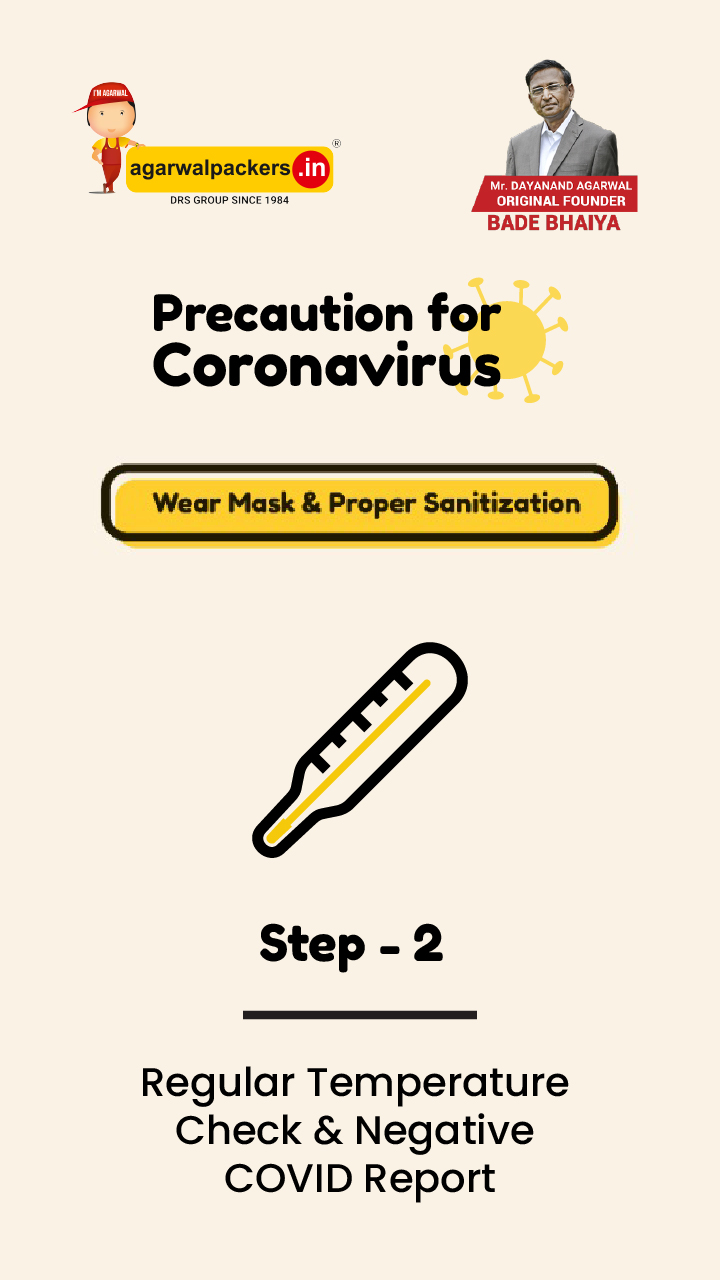 I'M AGARWAL
agarwalpackers.in
®
DRS GROUP SINCE 1984
Mr. DAYANAND AGARWAL
ORIGINAL FOUNDER
BADE BHAIYA
Precaution for
Coronavirus
Wear Mask & Proper Sanitization
Step - 2
Regular Temperature
Check & Negative
COVID Report